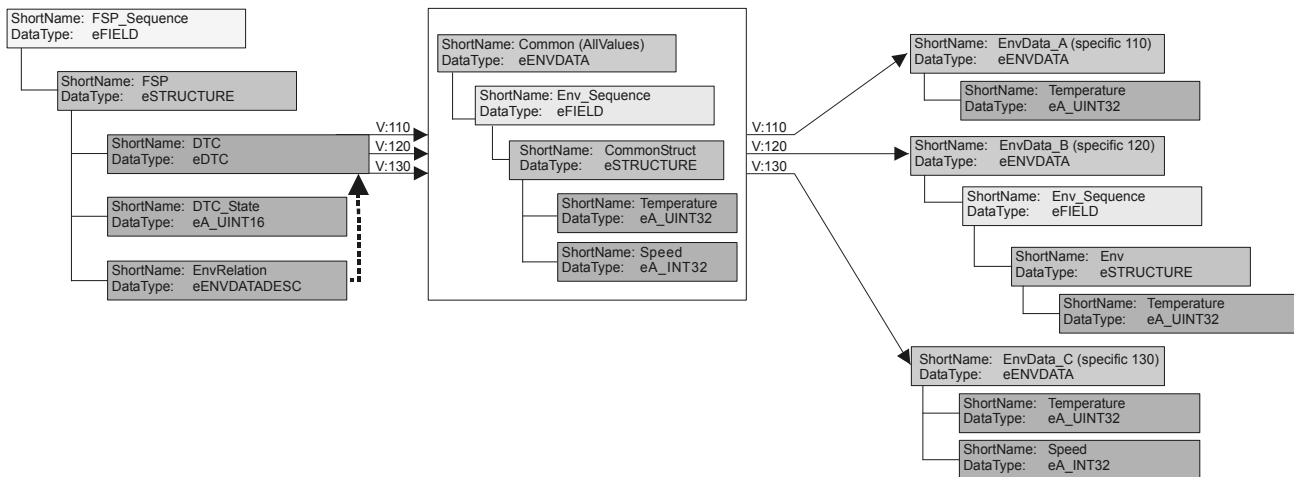 ShortName: FSP_Sequence
DataType: eFIELD
ShortName: FSP
DataType: eSTRUCTURE
ShortName: DTC
DataType: eDTC
ShortName: DTC_State
DataType: eA_UINT16
ShortName: EnvRelation
DataType: eENVDATADESC
V:110
V:120
V:130
ShortName: Common (AllValues)
DataType: eENVDATA
ShortName: Env_Sequence
DataType: eFIELD
ShortName: CommonStruct
DataType: eSTRUCTURE
ShortName: Temperature
DataType: eA_UINT32
ShortName: Speed
DataType: eA_INT32
V:110
V:120
V:130
ShortName: EnvData_A (specific 110)
DataType: eENVDATA
ShortName: Temperature
DataType: eA_UINT32
ShortName: EnvData_B (specific 120)
DataType: eENVDATA
ShortName: Env_Sequence
DataType: eFIELD
ShortName: Env
DataType: eSTRUCTURE
ShortName: Temperature
DataType: eA_UINT32
ShortName: EnvData_C (specific 130)
DataType: eENVDATA
ShortName: Temperature
DataType: eA_UINT32
ShortName: Speed
DataType: eA_INT32